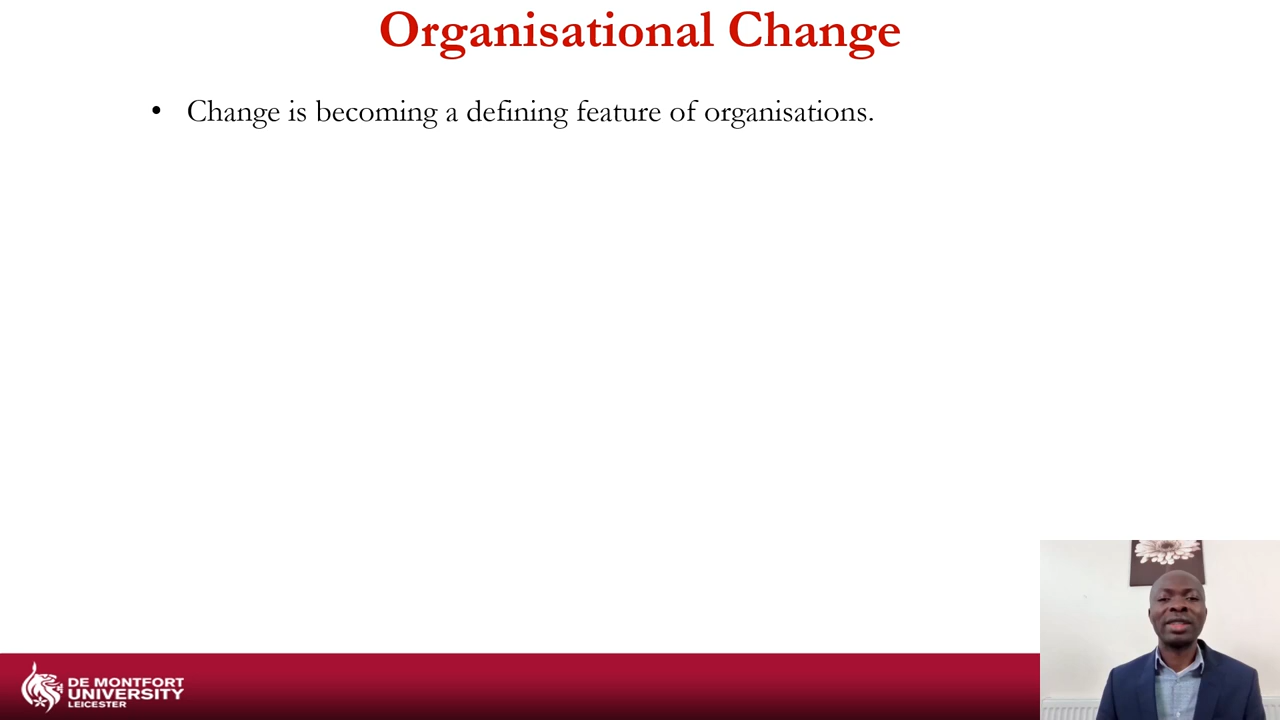 Organisational Change
• Change is becoming a defining feature of organisations.
DE MONTFORT
UNIVERSITY
LEICESTER